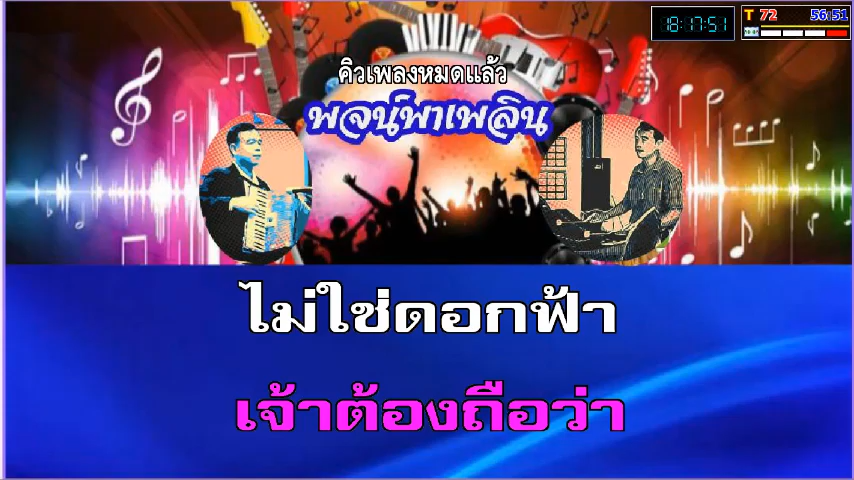 18:17:51
T 72 56:51
คิวเพลงหมดแล้ว
พจน์พาเพลิน
ไม่ใช่ดอกฟ้า
เจ้าต้องถือว่า